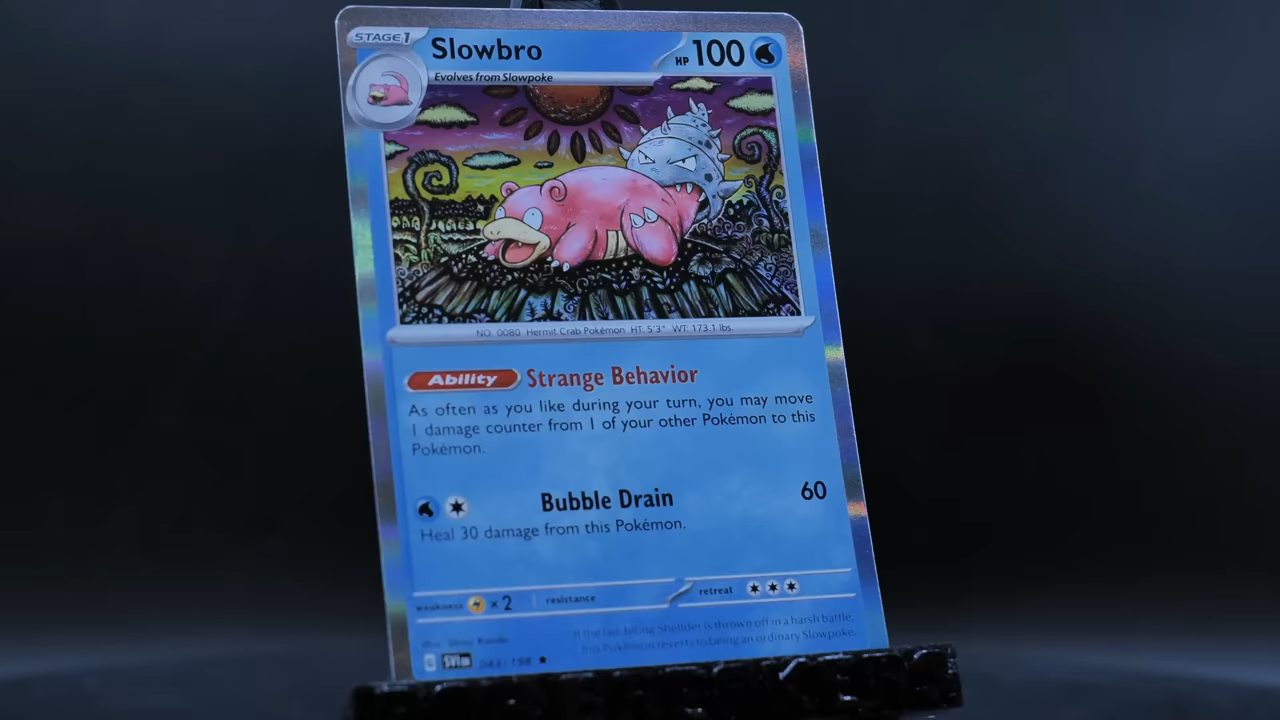 STAGE1 Slowbro HP 100
Evolves from Slowpoke
NO. 0080 Hermit Crab Pokémon HT: 5'3" WT: 173.1 lbs.
Ability Strange Behavior
As often as you like during your turn, you may move
1 damage counter from 1 of your other Pokémon to this
Pokémon.
Bubble Drain 60
Heal 30 damage from this Pokémon.
weakness ×2 resistance retreat
If the tail-biting Shellder is thrown off in a harsh battle,
this Pokémon reverts to being an ordinary Slowpoke.
G SVI EN 043/198 ★